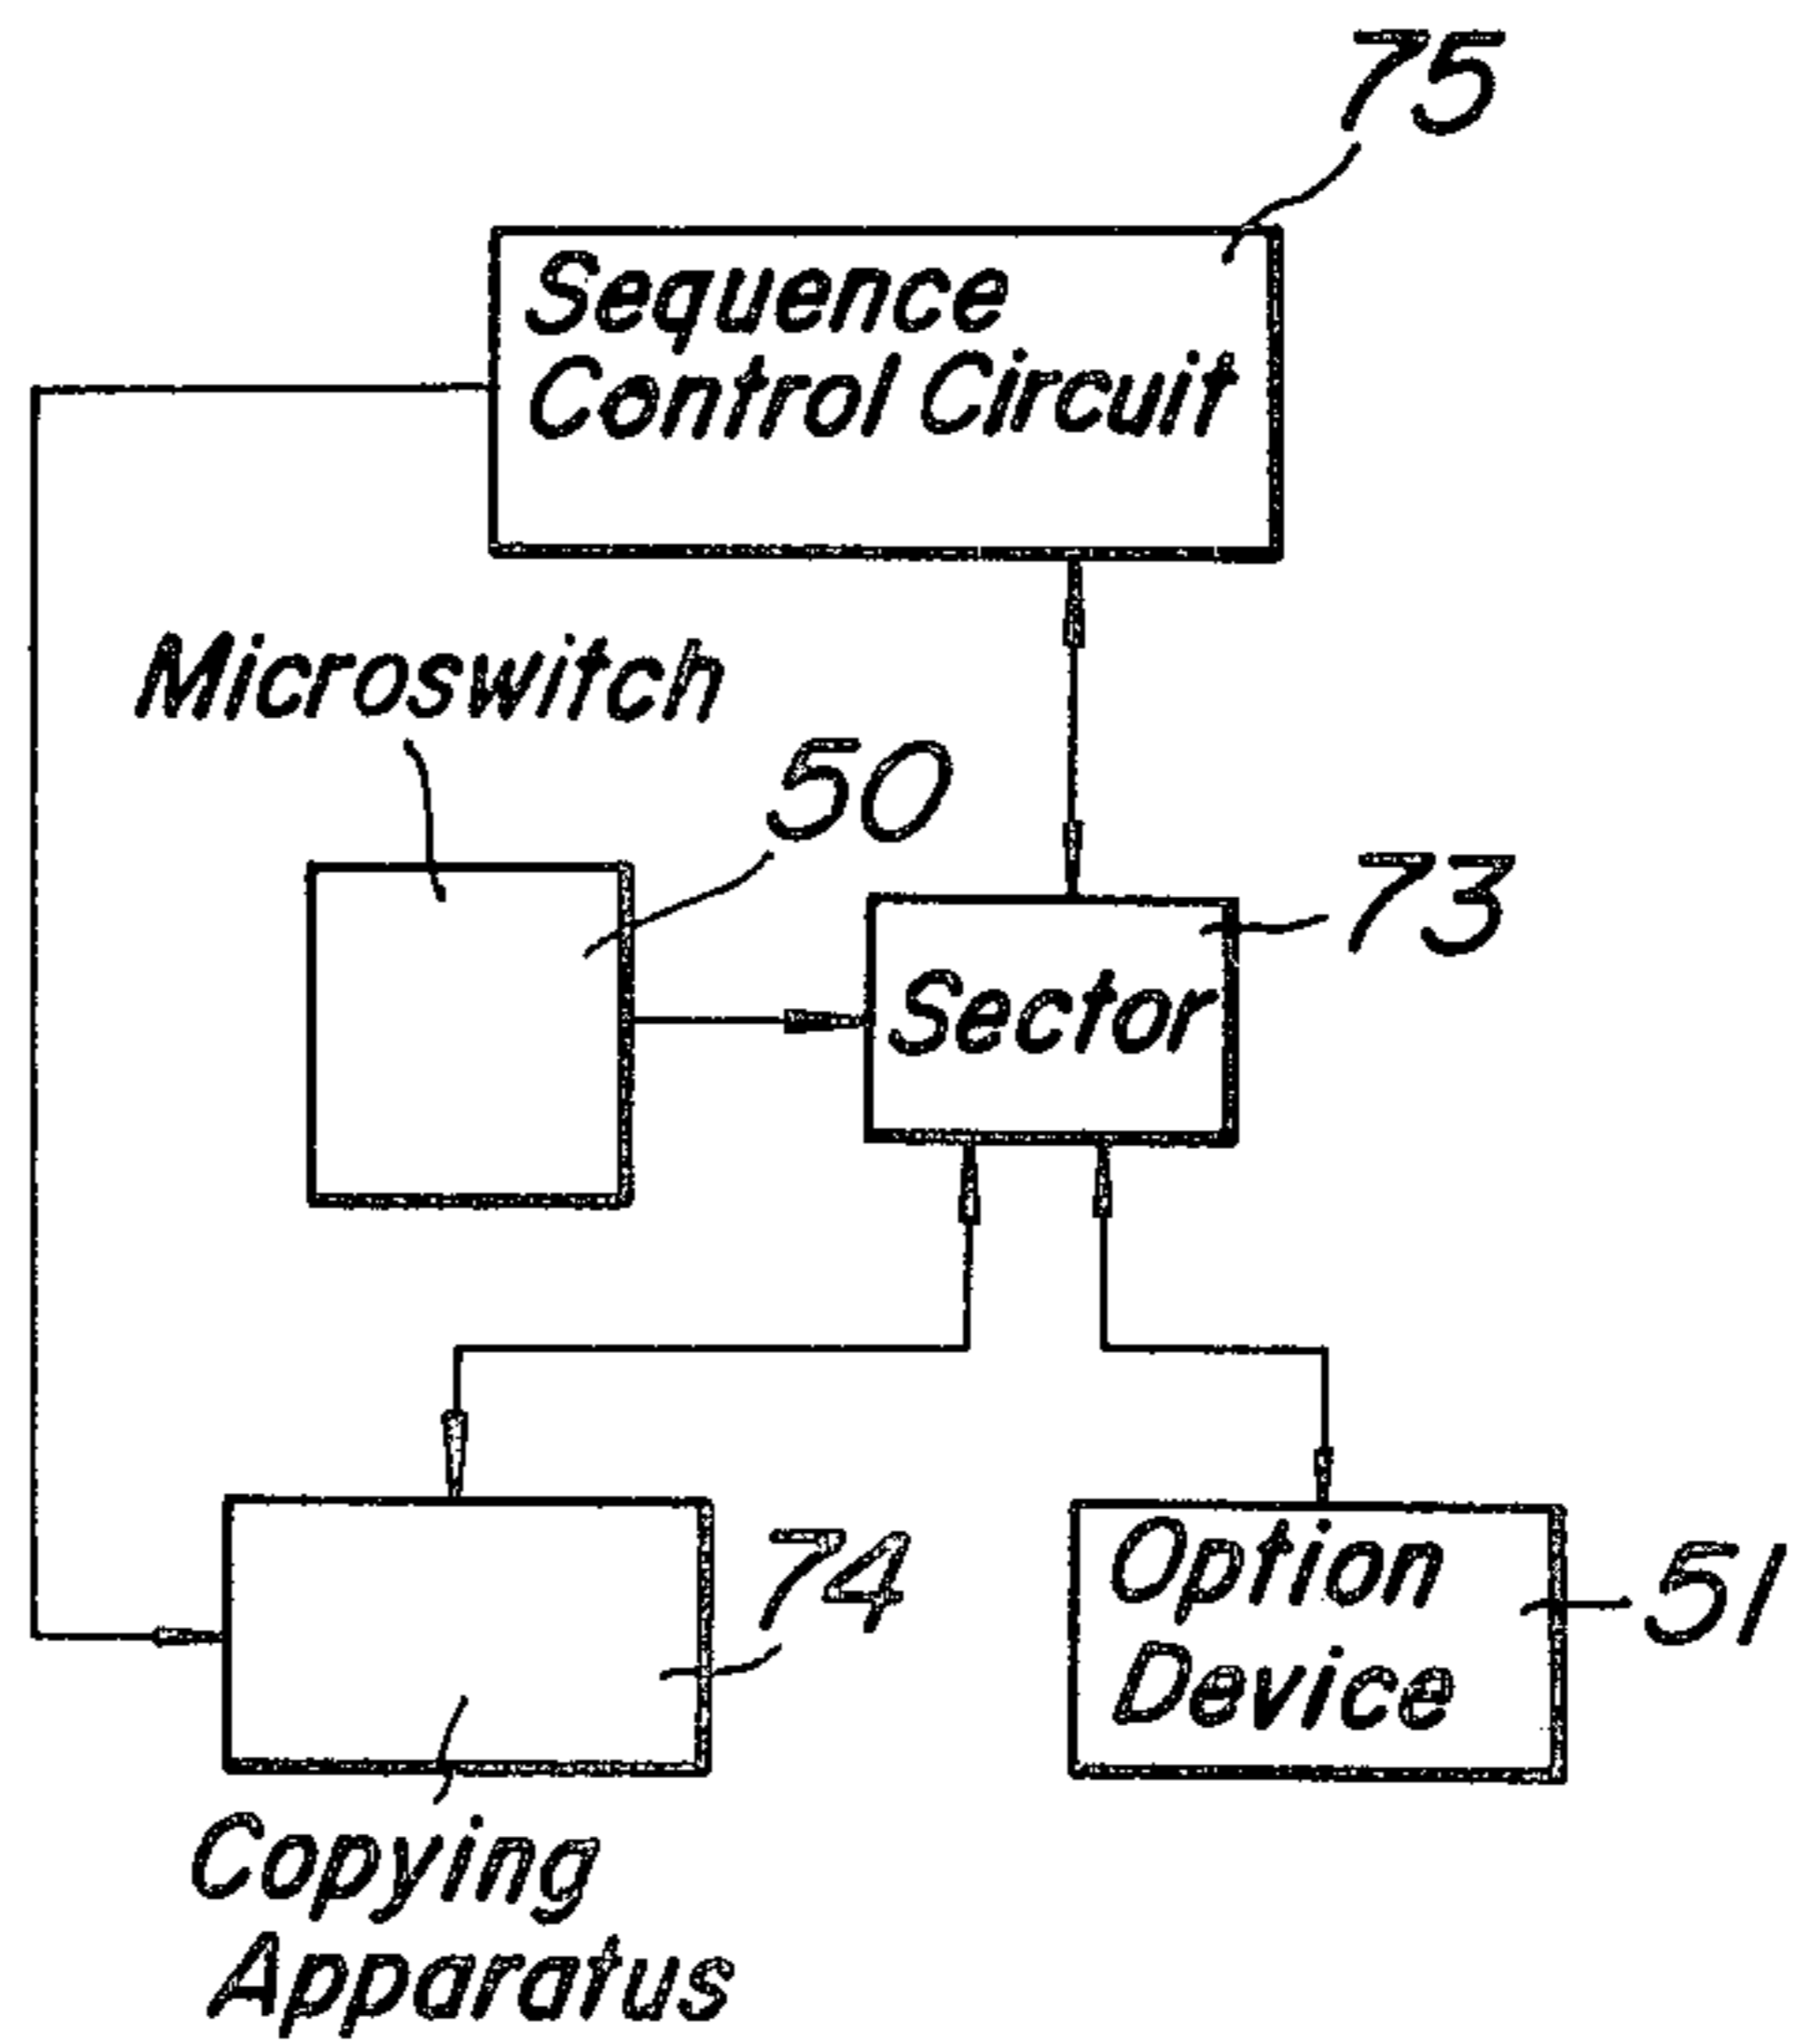 75
Sequence
Control Circuit
Microswitch
50
73
Sector
74
Option
Device
51
Copying
Apparatus